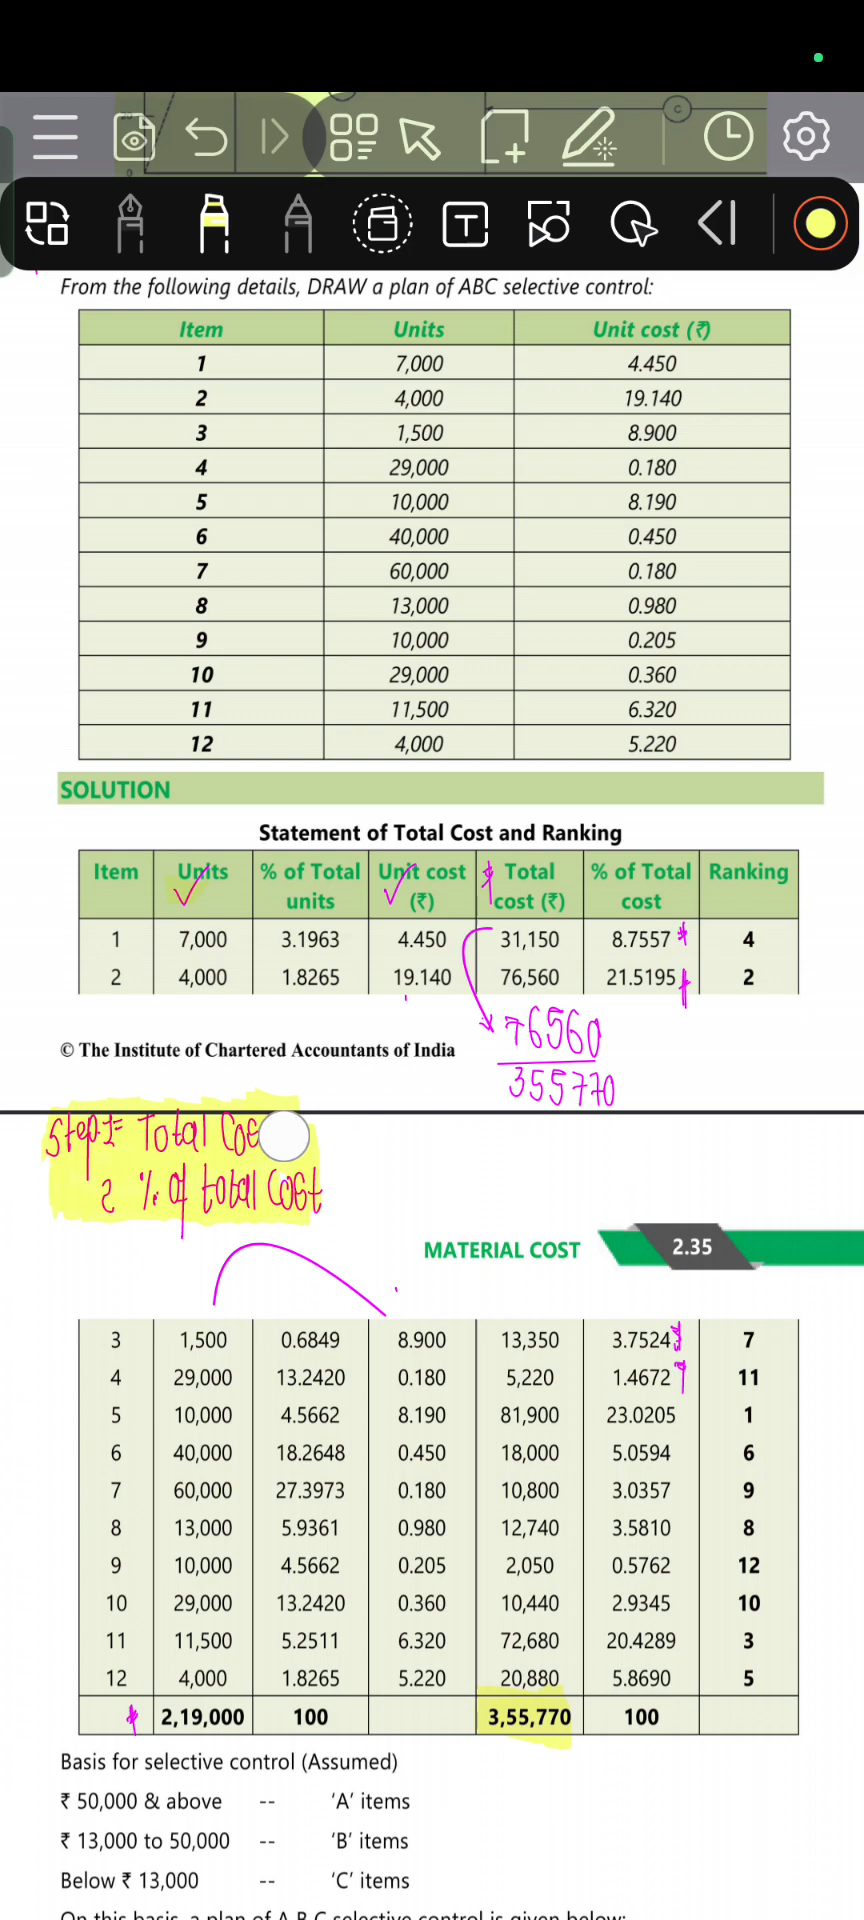 From the following details, DRAW a plan of ABC selective control:
Item Units Unit cost (₹)
1 7,000 4.450
2 4,000 19.140
3 1,500 8.900
4 29,000 0.180
5 10,000 8.190
6 40,000 0.450
7 60,000 0.180
8 13,000 0.980
9 10,000 0.205
10 29,000 0.360
11 11,500 6.320
12 4,000 5.220
SOLUTION
Statement of Total Cost and Ranking
Item Units % of Total units Unit cost (₹) Total cost (₹) % of Total cost Ranking
1 7,000 3.1963 4.450 31,150 8.7557 4
2 4,000 1.8265 19.140 76,560 21.5195 2
76560
© The Institute of Chartered Accountants of India
355770
Total
2 % of total cost
MATERIAL COST 2.35
3 1,500 0.6849 8.900 13,350 3.7524 7
4 29,000 13.2420 0.180 5,220 1.4672 11
5 10,000 4.5662 8.190 81,900 23.0205 1
6 40,000 18.2648 0.450 18,000 5.0594 6
7 60,000 27.3973 0.180 10,800 3.0357 9
8 13,000 5.9361 0.980 12,740 3.5810 8
9 10,000 4.5662 0.205 2,050 0.5762 12
10 29,000 13.2420 0.360 10,440 2.9345 10
11 11,500 5.2511 6.320 72,680 20.4289 3
12 4,000 1.8265 5.220 20,880 5.8690 5
2,19,000 100 3,55,770 100
Basis for selective control (Assumed)
₹ 50,000 & above -- 'A' items
₹ 13,000 to 50,000 -- 'B' items
Below ₹ 13,000 -- 'C' items
On this basis, a plan of A B C selective control is given below: